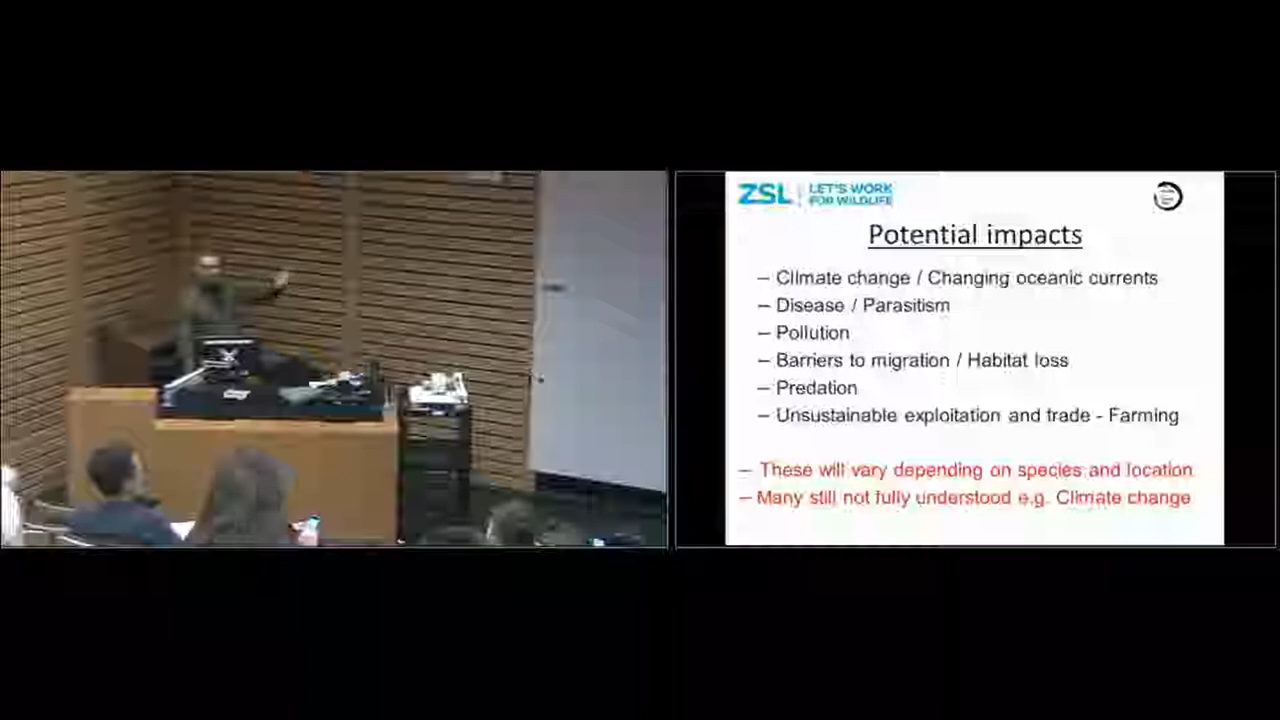 ZSL LET'S WORK
FOR WILDLIFE
Potential impacts
– Climate change / Changing oceanic currents
– Disease / Parasitism
– Pollution
– Barriers to migration / Habitat loss
– Predation
– Unsustainable exploitation and trade - Farming
– These will vary depending on species and location
– Many still not fully understood e.g. Climate change